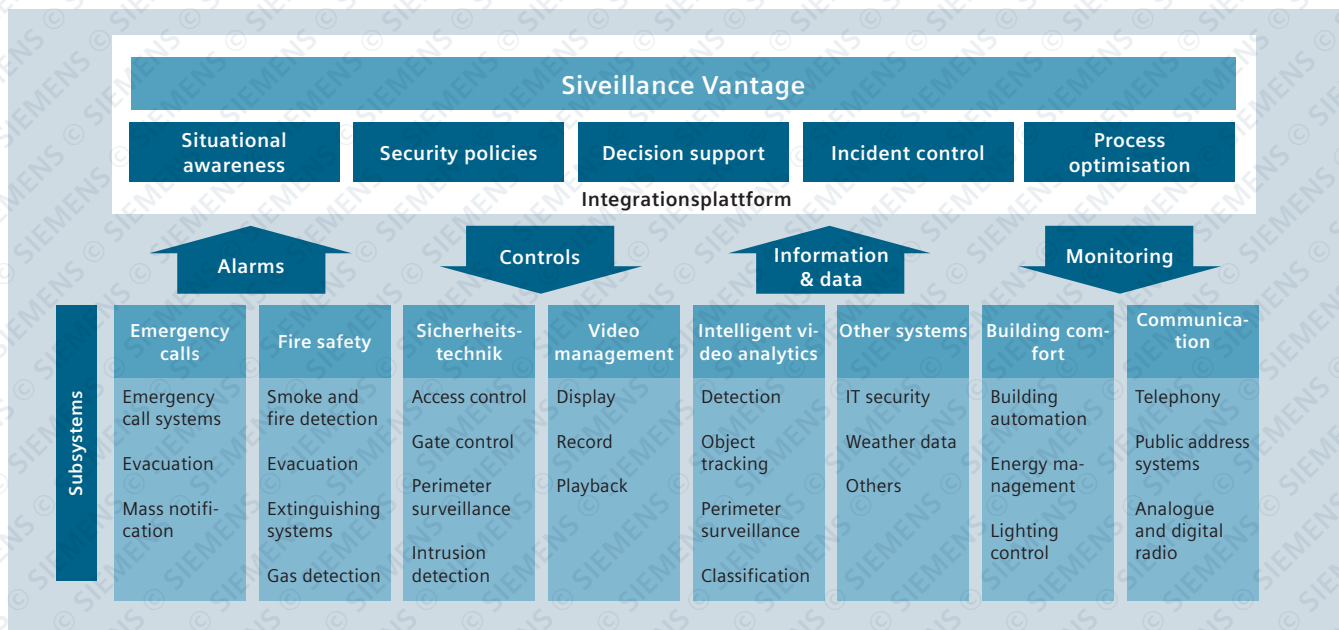 Siveillance Vantage
Situational
awareness
Security policies
Decision support
Incident control
Process
optimisation
Integrationsplattform
Alarms
Controls
Information
& data
Monitoring
Subsystems
Emergency
calls
Emergency
call systems
Evacuation
Mass notifi-
cation
Fire safety
Smoke and
fire detection
Evacuation
Extinguishing
systems
Gas detection
Sicherheits-
technik
Access control
Gate control
Perimeter
surveillance
Intrusion
detection
Video
management
Display
Record
Playback
Intelligent vi-
deo analytics
Detection
Object
tracking
Perimeter
surveillance
Classification
Other systems
IT security
Weather data
Others
Building com-
fort
Building
automation
Energy ma-
nagement
Lighting
control
Communica-
tion
Telephony
Public address
systems
Analogue
and digital
radio
© SIEMENS